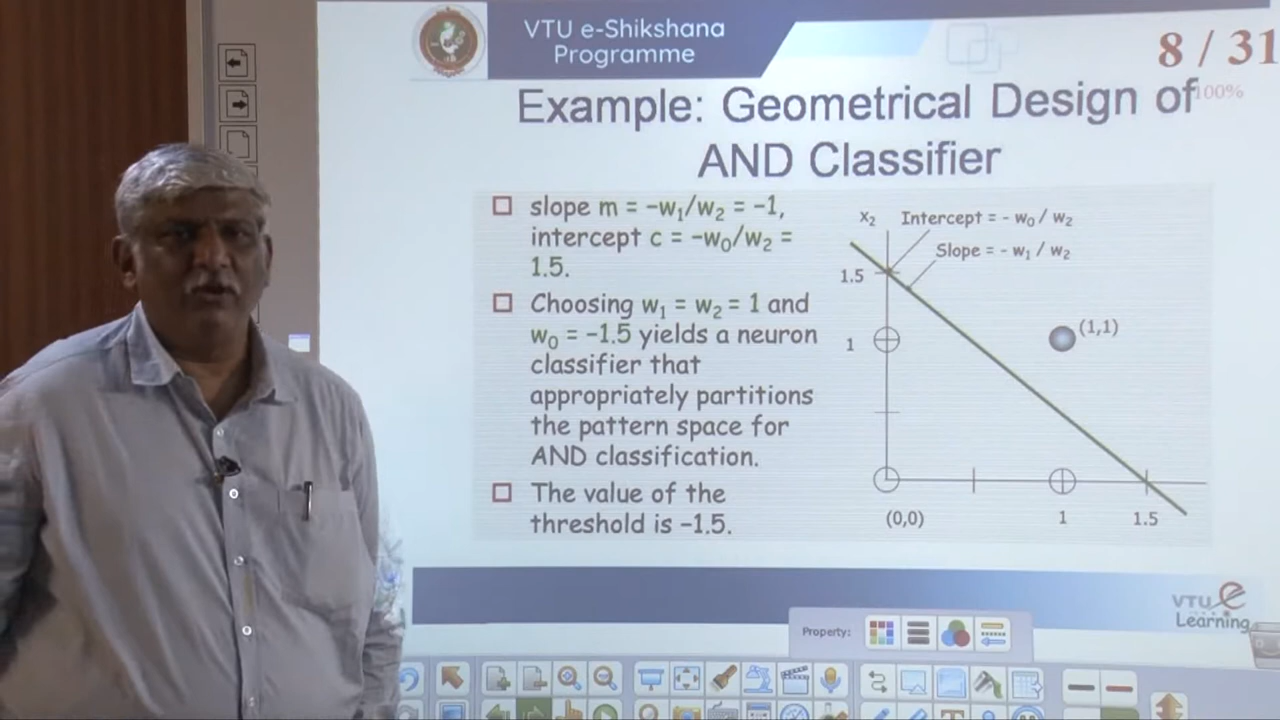 VTU e-Shikshana
Programme
8 / 31
100%
Example: Geometrical Design of
AND Classifier
slope m = -w₁/w₂ = -1,
intercept c = -w₀/w₂ =
1.5.
Choosing w₁ = w₂ = 1 and
w₀ = -1.5 yields a neuron
classifier that
appropriately partitions
the pattern space for
AND classification.
The value of the
threshold is -1.5.
x₂
Intercept = - w₀ / w₂
Slope = - w₁ / w₂
1.5
1
(1,1)
(0,0)
1
1.5
VTU e
Learning
Property: